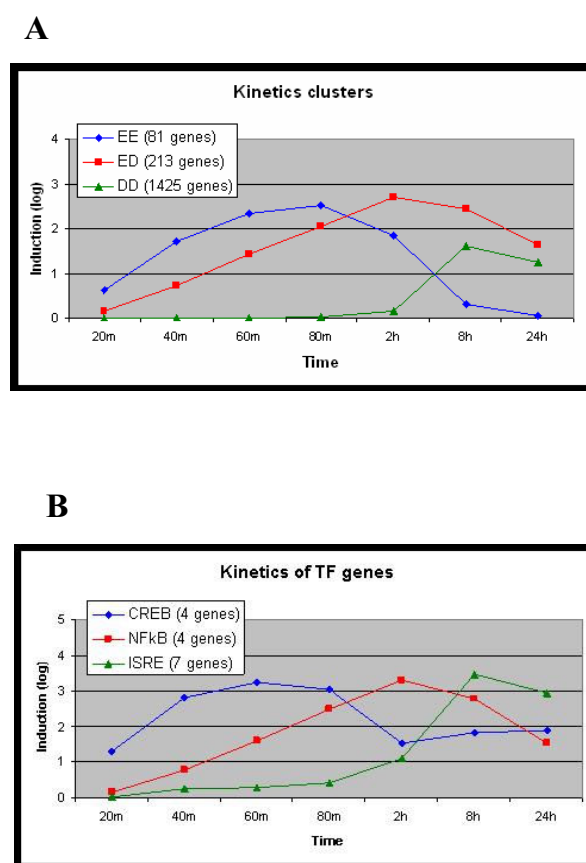 A
Kinetics clusters
EE (81 genes)
ED (213 genes)
DD (1425 genes)
Induction (log)
4
3
2
1
0
20m 40m 60m 80m 2h 8h 24h
Time
B
Kinetics of TF genes
CREB (4 genes)
NFkB (4 genes)
ISRE (7 genes)
Induction (log)
5
4
3
2
1
0
20m 40m 60m 80m 2h 8h 24h
Time